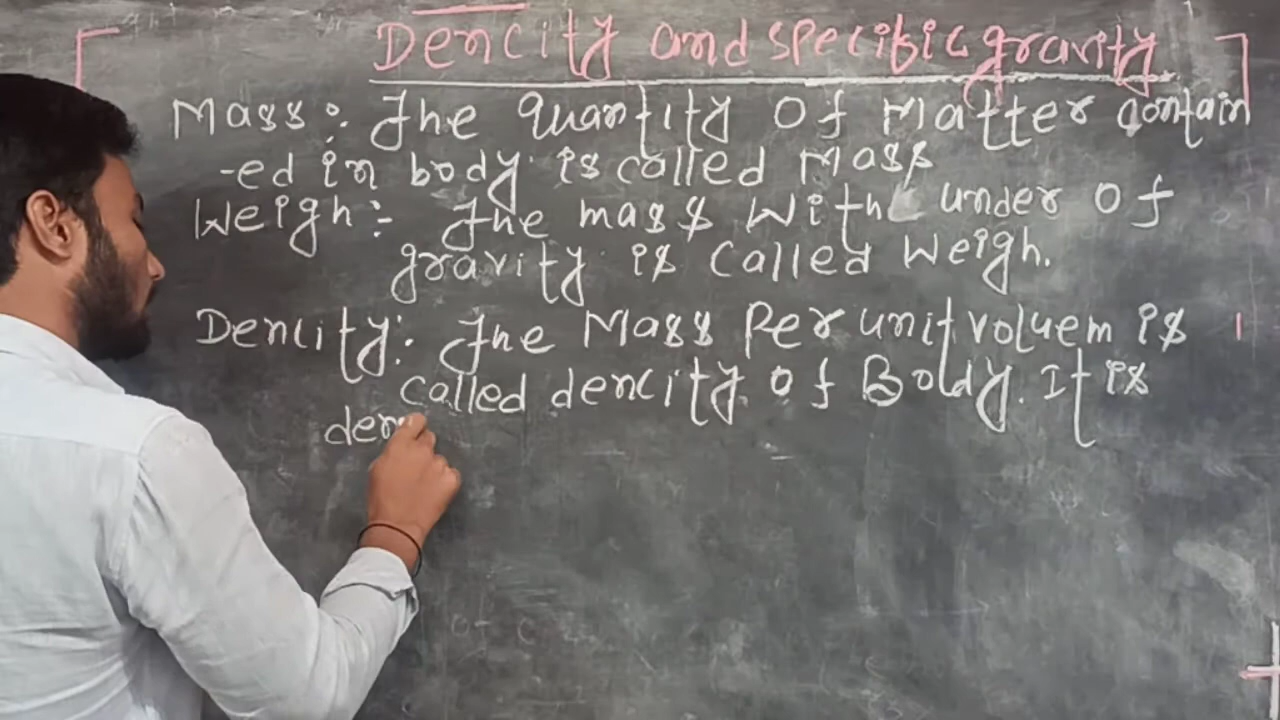 Dencity and specific gravity
Mass:- The quantity of Matter contain
-ed in body is called Mass
Weigh:- The mass with under of
gravity is called weigh.
Dencity:- The Mass Per unit voluem is
called dencity of Boldy. It is
den